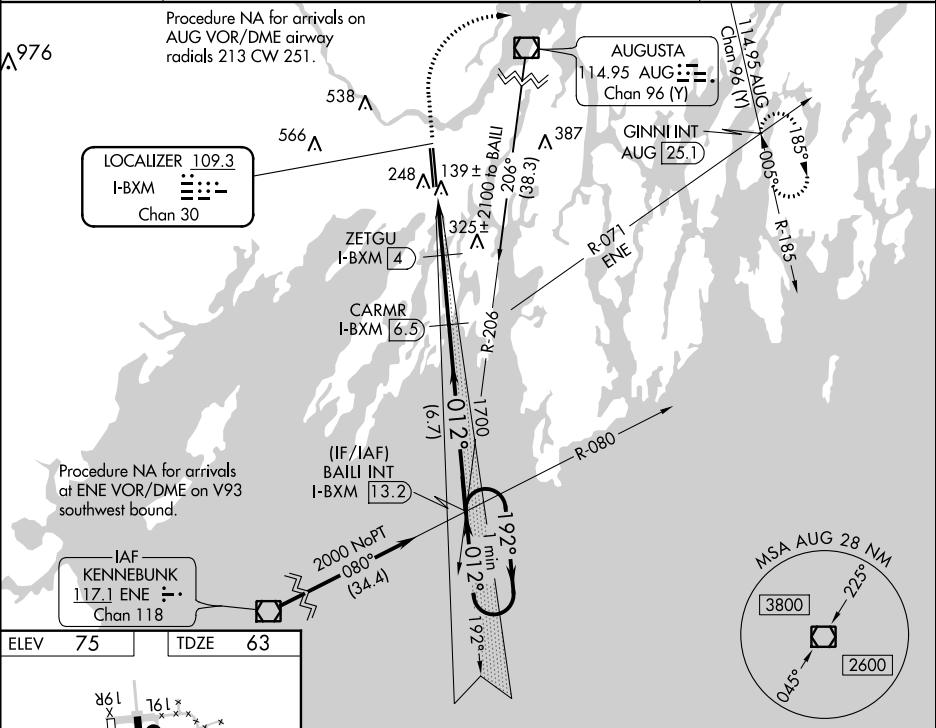 Procedure NA for arrivals on
AUG VOR/DME airway
radials 213 CW 251.
976
538
566
387
248
139±
325±
AUGUSTA
114.95 AUG
Chan 96 (Y)
114.95 AUG
Chan 96 (Y)
GINNI INT
AUG 25.1
185°
005°
R-185
LOCALIZER 109.3
I-BXM
Chan 30
2100 to BAILI
206°
(38.3)
ZETGU
I-BXM 4
R-071
ENE
CARMR
I-BXM 6.5
R-206
1700
012°
(6.7)
R-080
(IF/IAF)
BAILI INT
I-BXM 13.2
Procedure NA for arrivals
at ENE VOR/DME on V93
southwest bound.
2000 NoPT
080°
(34.4)
192°
1 min
012°
192°
IAF
KENNEBUNK
117.1 ENE
Chan 118
MSA AUG 28 NM
225°
3800
2600
045°
ELEV 75
TDZE 63
19R
16L